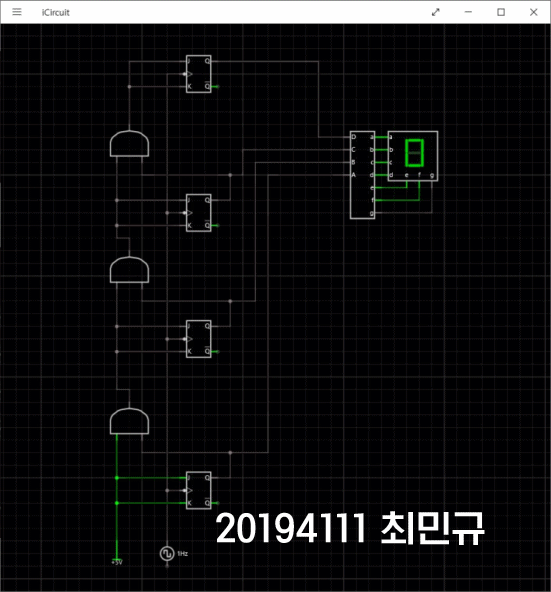 iCircuit
J Q
K Q
D a a
C b b
B c c
A d d e f g
e
f
g
J Q
K Q
J Q
K Q
J Q
K Q
20194111 최민규
1Hz
+5V